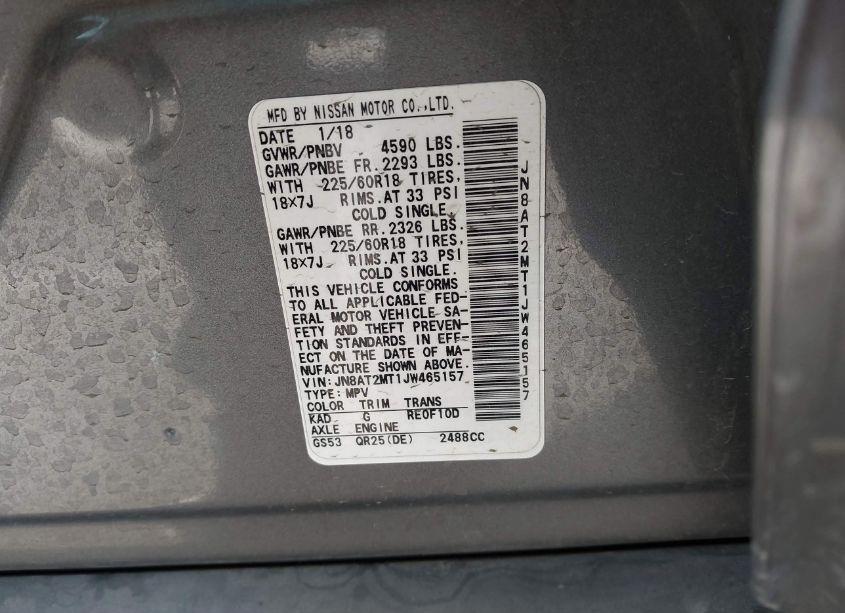 MFD BY NISSAN MOTOR CO.,LTD.
DATE 1/18
GVWR/PNBV 4590 LBS.
GAWR/PNBE FR. 2293 LBS.
WITH 225/60R18 TIRES,
18X7J RIMS. AT 33 PSI
COLD SINGLE.
GAWR/PNBE RR. 2326 LBS.
WITH 225/60R18 TIRES,
18X7J RIMS. AT 33 PSI
COLD SINGLE.
THIS VEHICLE CONFORMS
TO ALL APPLICABLE FED-
ERAL MOTOR VEHICLE SA-
FETY AND THEFT PREVEN-
TION STANDARDS IN EFF-
ECT ON THE DATE OF MA-
NUFACTURE SHOWN ABOVE.
VIN: JN8AT2MT1JW465157
TYPE: MPV
COLOR TRIM TRANS
KAD G RE0F10D
AXLE ENGINE
GS53 QR25(DE) 2488CC
JN8AT2MT1JW465157